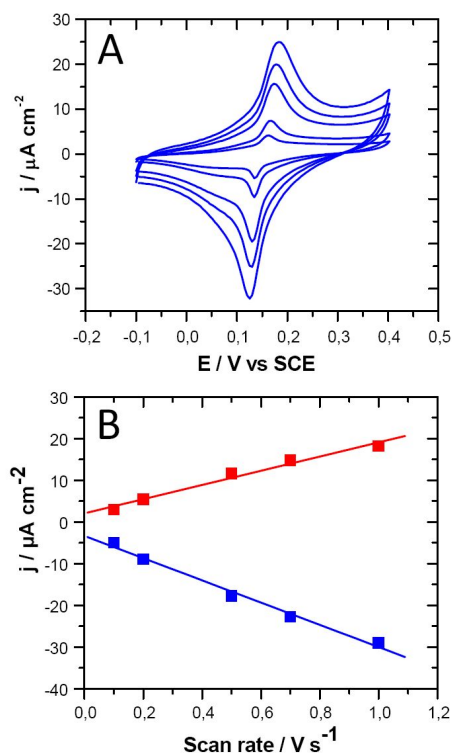 A
30
20
10
0
-10
-20
-30
j / µA cm⁻²
-0,2 -0,1 0,0 0,1 0,2 0,3 0,4 0,5
E / V vs SCE
B
30
20
10
0
-10
-20
-30
-40
j / µA cm⁻²
0,0 0,2 0,4 0,6 0,8 1,0 1,2
Scan rate / V s⁻¹